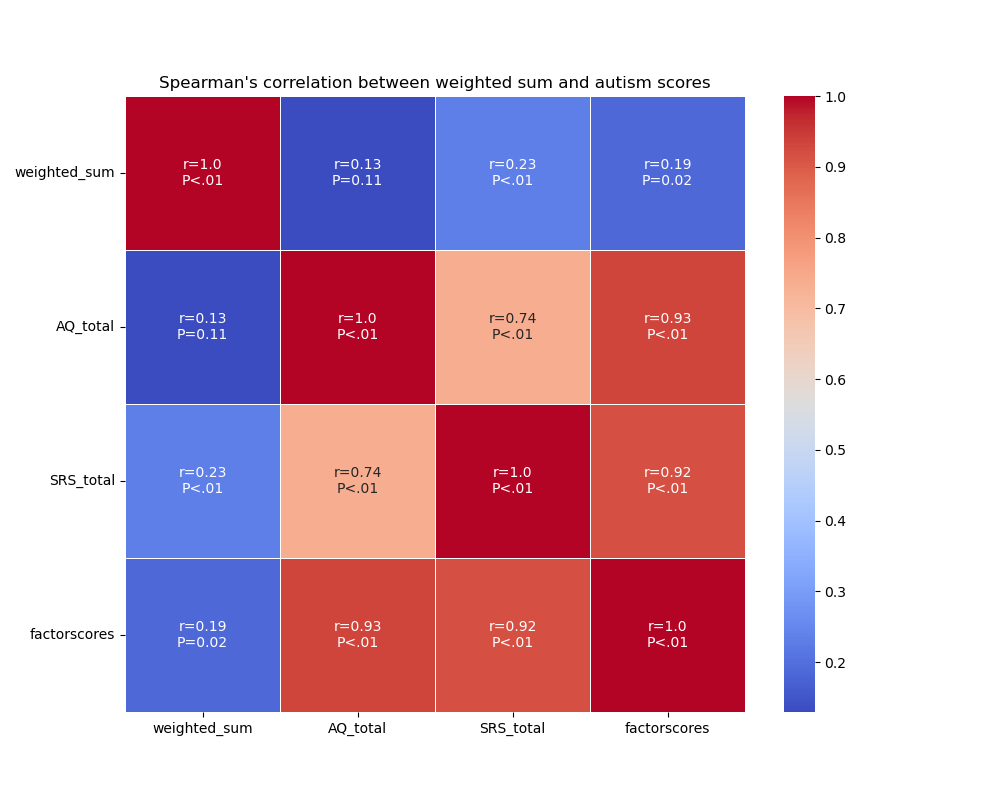 Spearman's correlation between weighted sum and autism scores
weighted_sum
r=1.0
P<.01
r=0.13
P=0.11
r=0.23
P<.01
r=0.19
P=0.02
AQ_total
r=0.13
P=0.11
r=1.0
P<.01
r=0.74
P<.01
r=0.93
P<.01
SRS_total
r=0.23
P<.01
r=0.74
P<.01
r=1.0
P<.01
r=0.92
P<.01
factorscores
r=0.19
P=0.02
r=0.93
P<.01
r=0.92
P<.01
r=1.0
P<.01
weighted_sum
AQ_total
SRS_total
factorscores
1.0
0.9
0.8
0.7
0.6
0.5
0.4
0.3
0.2